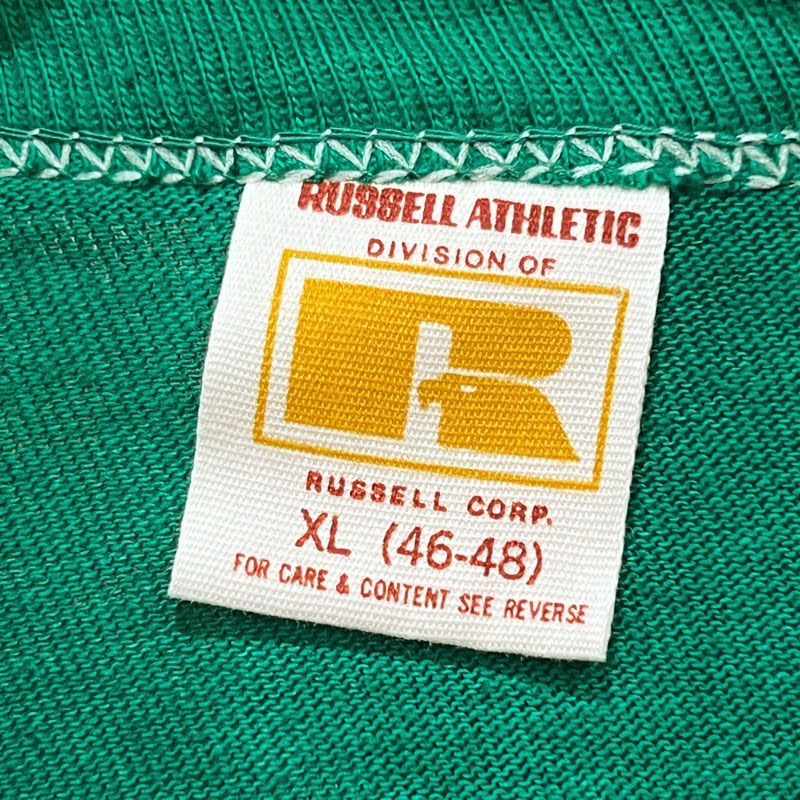 RUSSELL ATHLETIC
DIVISION OF
R
RUSSELL CORP.
XL (46-48)
FOR CARE & CONTENT SEE REVERSE